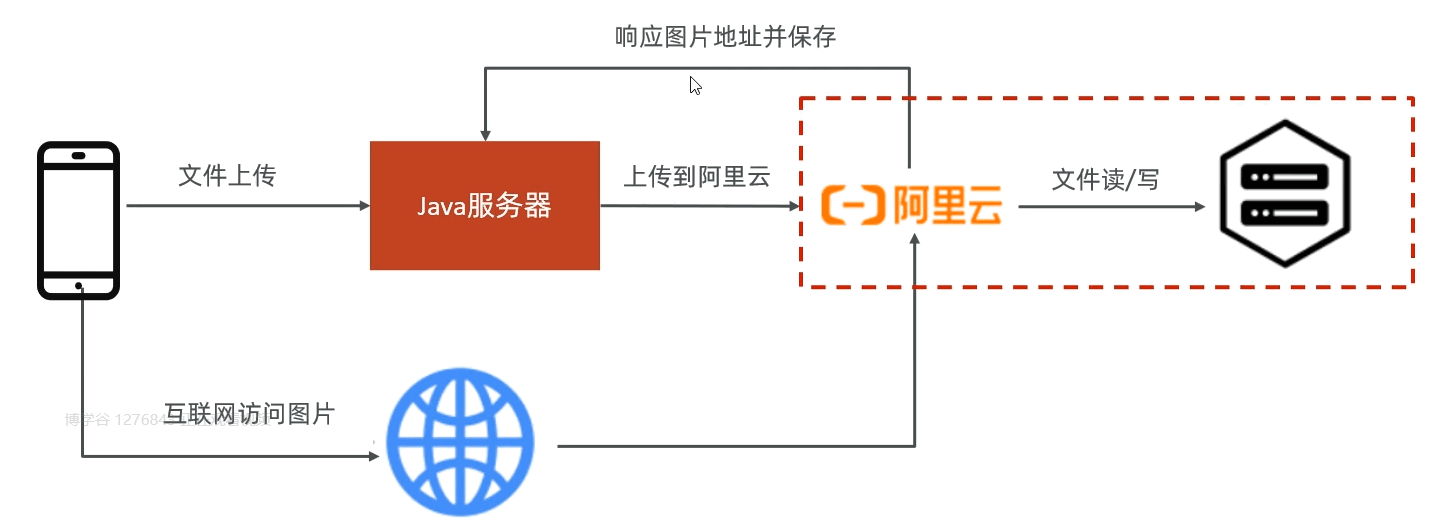 响应图片地址并保存
文件上传
Java服务器
上传到阿里云
阿里云
文件读/写
互联网访问图片
博学谷 127684